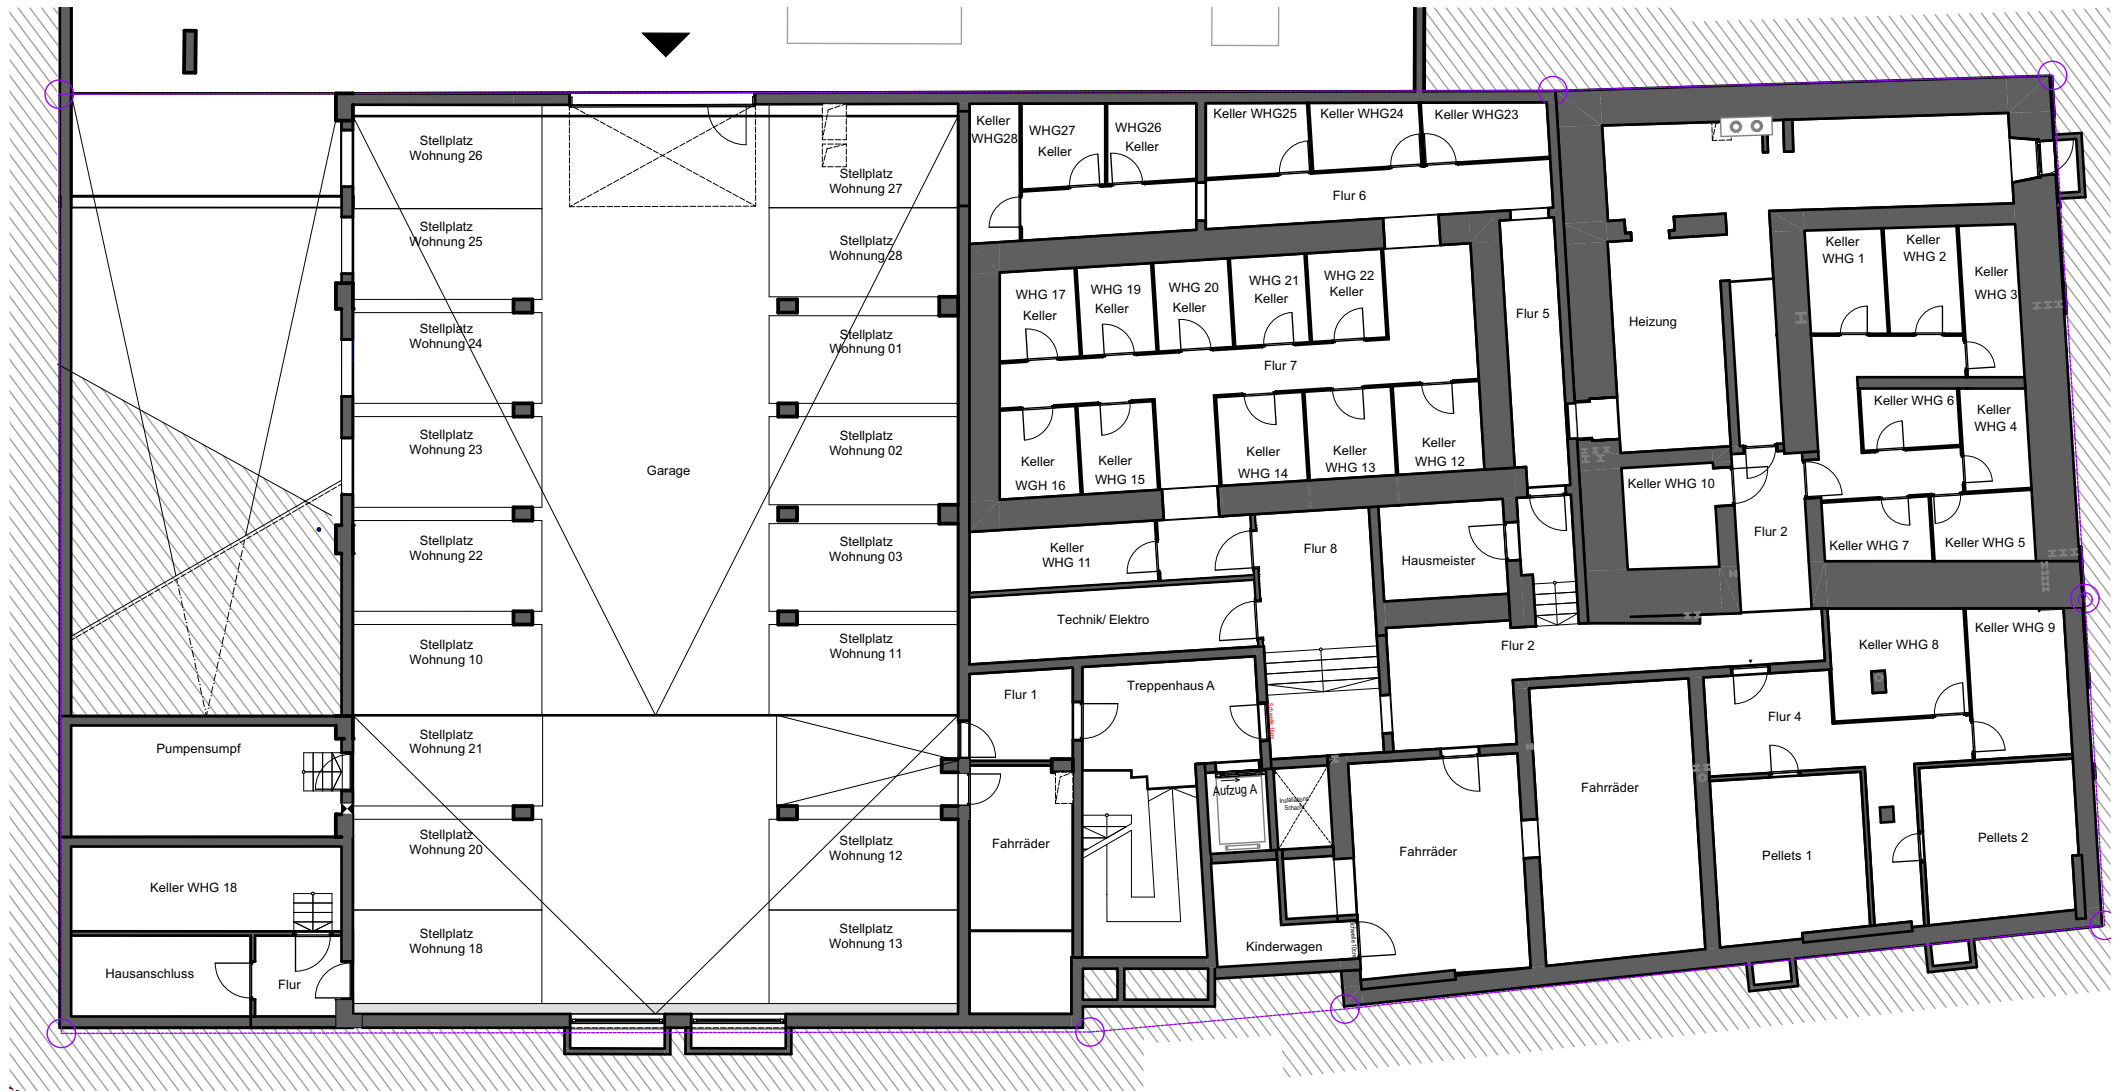 Stellplatz
Wohnung 26
Stellplatz
Wohnung 25
Stellplatz
Wohnung 24
Stellplatz
Wohnung 23
Stellplatz
Wohnung 22
Stellplatz
Wohnung 10
Stellplatz
Wohnung 21
Stellplatz
Wohnung 20
Stellplatz
Wohnung 18
Garage
Stellplatz
Wohnung 27
Stellplatz
Wohnung 28
Stellplatz
Wohnung 01
Stellplatz
Wohnung 02
Stellplatz
Wohnung 03
Stellplatz
Wohnung 11
Stellplatz
Wohnung 12
Stellplatz
Wohnung 13
Pumpensumpf
Keller WHG 18
Hausanschluss
Flur
Keller
WHG28
WHG27
Keller
WHG26
Keller
Keller WHG25
Keller WHG24
Keller WHG23
Flur 6
WHG 17
Keller
WHG 19
Keller
WHG 20
Keller
WHG 21
Keller
WHG 22
Keller
Flur 5
Flur 7
Keller
WGH 16
Keller
WHG 15
Keller
WHG 14
Keller
WHG 13
Keller
WHG 12
Keller
WHG 11
Flur 8
Hausmeister
Technik/ Elektro
Flur 1
Treppenhaus A
Fahrräder
Aufzug A
Kinderwagen
Fahrräder
Fahrräder
Heizung
Keller
WHG 1
Keller
WHG 2
Keller
WHG 3
Keller WHG 6
Keller
WHG 4
Keller WHG 10
Flur 2
Keller WHG 7
Keller WHG 5
Flur 2
Keller WHG 8
Keller WHG 9
Flur 4
Pellets 1
Pellets 2